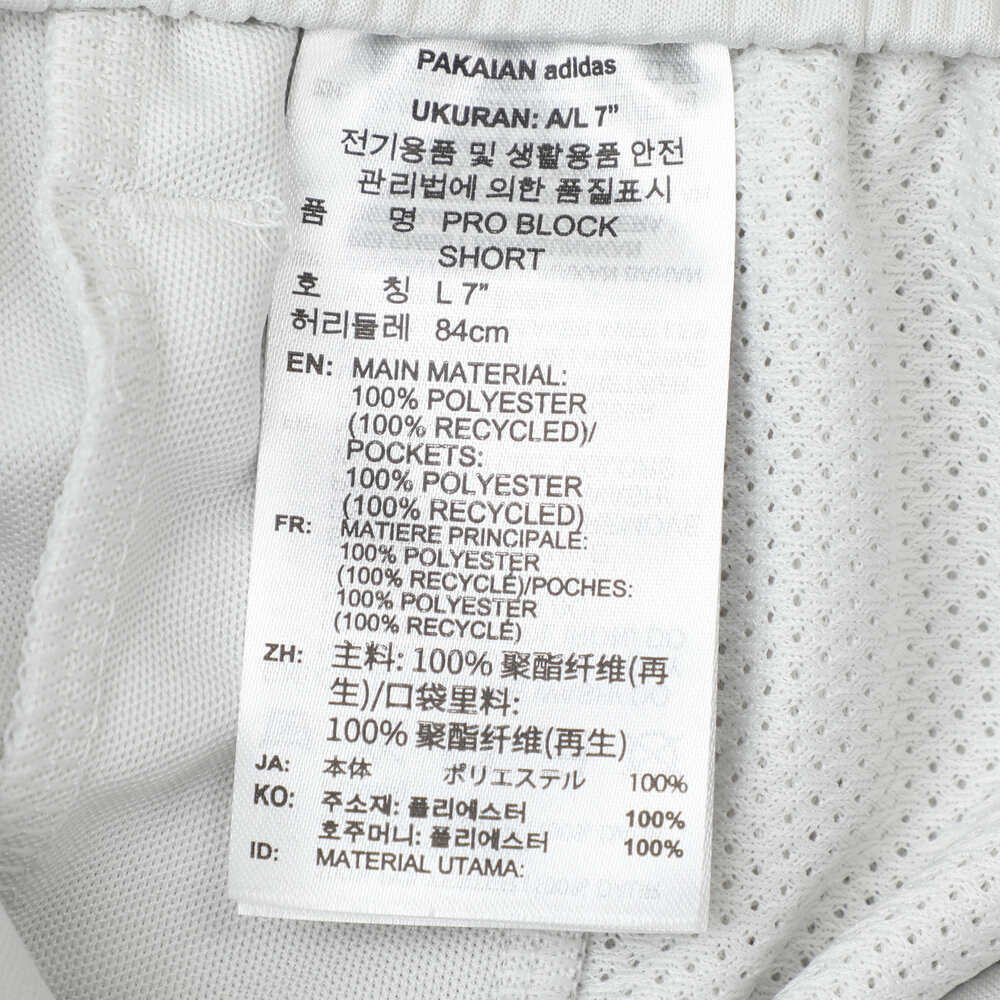 PAKAIAN adidas
UKURAN: A/L 7"
전기용품 및 생활용품 안전
관리법에 의한 품질표시
품 명 PRO BLOCK
SHORT
호 칭 L 7"
허리둘레 84cm
EN: MAIN MATERIAL:
100% POLYESTER
(100% RECYCLED)/
POCKETS:
100% POLYESTER
(100% RECYCLED)
FR: MATIERE PRINCIPALE:
100% POLYESTER
(100% RECYCLÉ)/POCHES:
100% POLYESTER
(100% RECYCLÉ)
ZH: 主料: 100% 聚酯纤维(再
生)/口袋里料:
100% 聚酯纤维(再生)
JA: 本体 ポリエステル 100%
KO: 주소재: 폴리에스터 100%
호주머니: 폴리에스터 100%
ID: MATERIAL UTAMA: